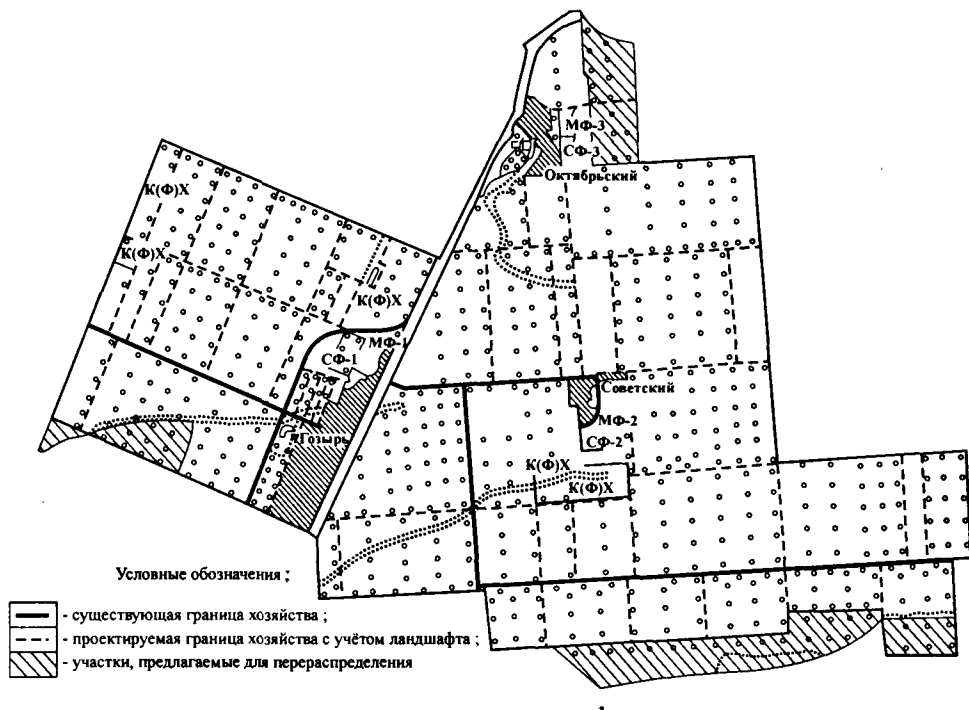 МФ-3
СФ-3
Октябрьский
К(Ф)Х
К(Ф)Х
К(Ф)Х
МФ-1
СФ-1
Советский
МФ-2
СФ-2
Гозырь
К(Ф)Х
К(Ф)Х
Условные обозначения ;
- существующая граница хозяйства ;
- проектируемая граница хозяйства с учётом ландшафта ;
- участки, предлагаемые для перераспределения